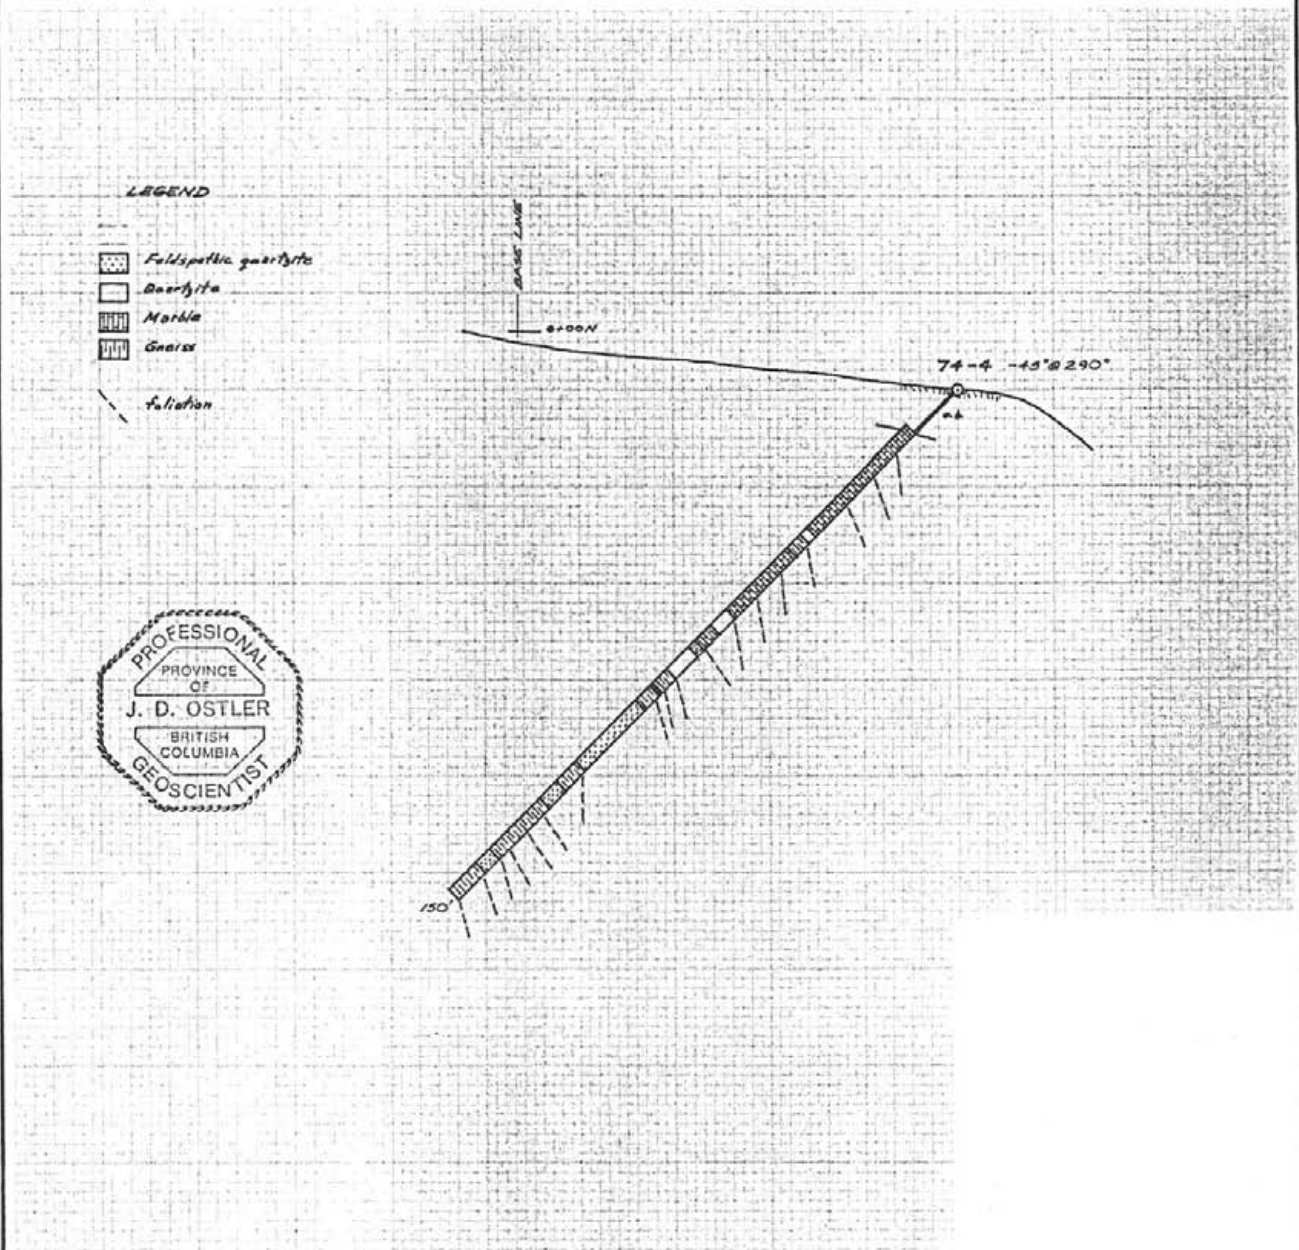 LEGEND
Feldspathic quartzite
Quartzite
Marble
Gneiss
foliation
BASE LINE
74-4 -45° @ 290°
150'
PROFESSIONAL
PROVINCE
OF
J. D. OSTLER
BRITISH
COLUMBIA
GEOSCIENTIST